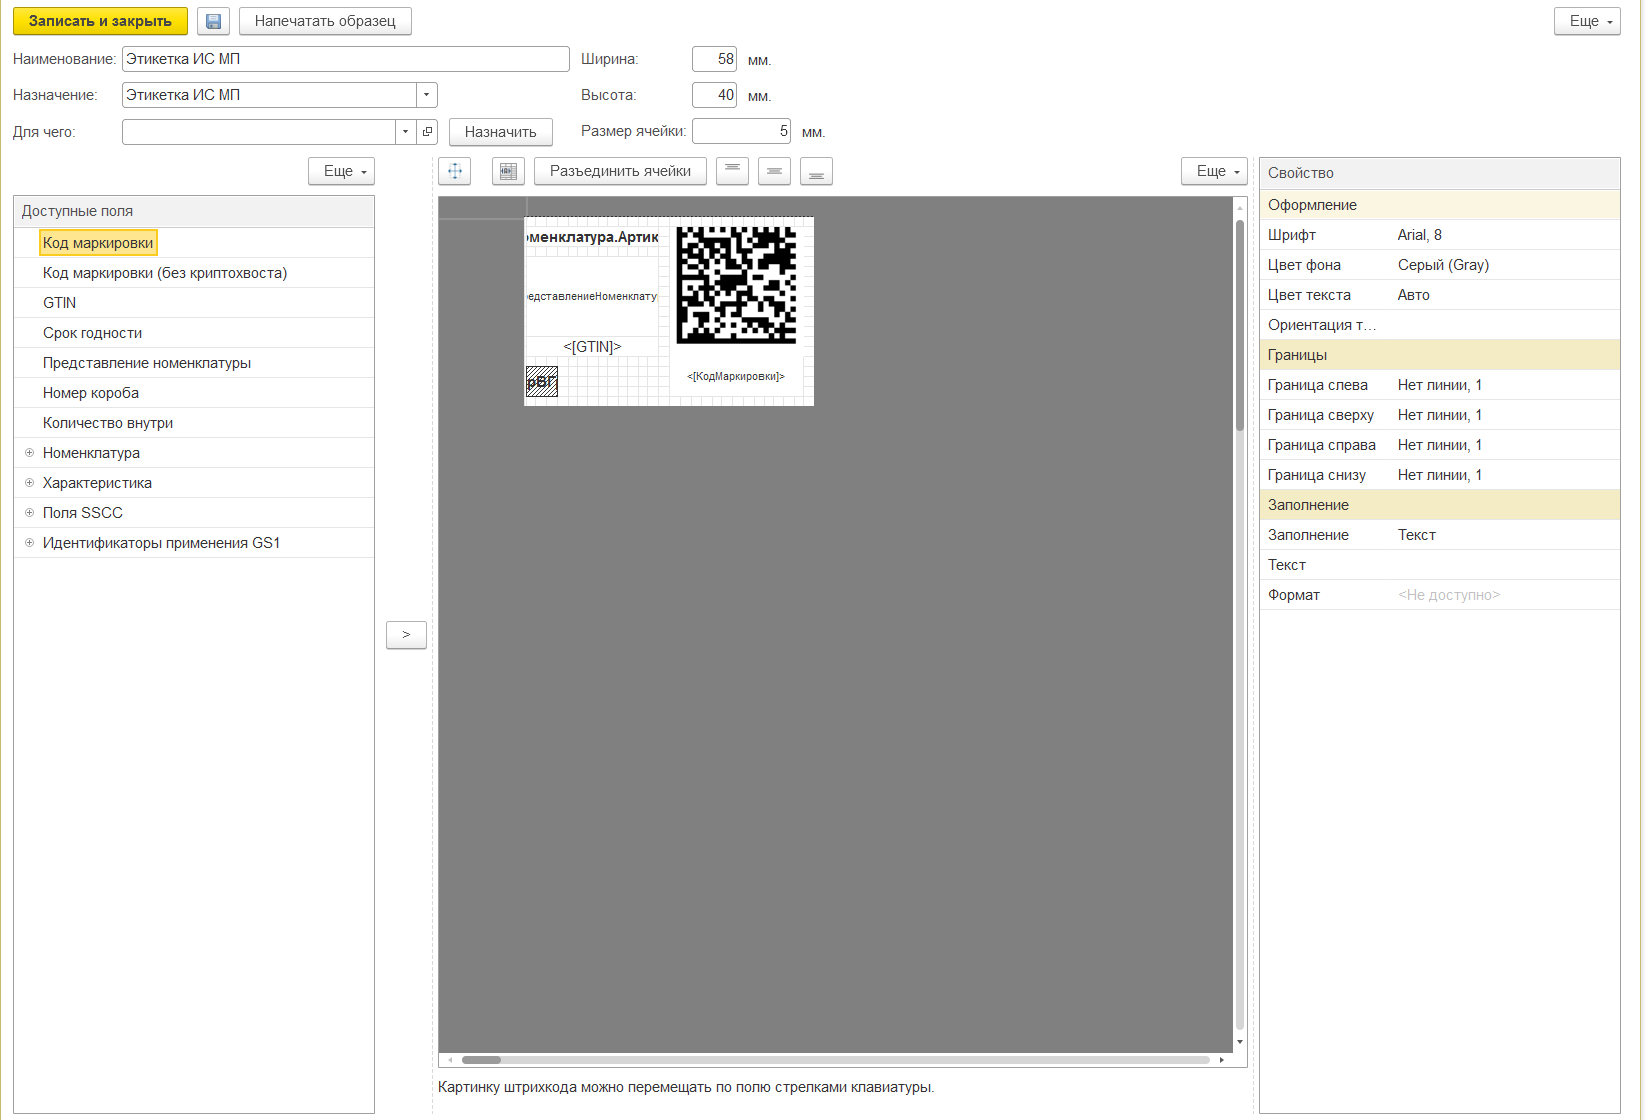 Записать и закрыть
Напечатать образец
Еще
Наименование: Этикетка ИС МП
Ширина: 58 мм.
Назначение: Этикетка ИС МП
Высота: 40 мм.
Для чего:
Назначить
Размер ячейки: 5 мм.
Еще
Разъединить ячейки
Еще
Доступные поля
Код маркировки
Код маркировки (без криптохвоста)
GTIN
Срок годности
Представление номенклатуры
Номер короба
Количество внутри
Номенклатура
Характеристика
Поля SSCC
Идентификаторы применения GS1
>
оменклатура.Артик
редставлениеНоменклату
<[GTIN]>
<[КодМаркировки]>
Картинку штрихкода можно перемещать по полю стрелками клавиатуры.
Свойство
Оформление
Шрифт Arial, 8
Цвет фона Серый (Gray)
Цвет текста Авто
Ориентация т...
Границы
Граница слева Нет линии, 1
Граница сверху Нет линии, 1
Граница справа Нет линии, 1
Граница снизу Нет линии, 1
Заполнение
Заполнение Текст
Текст
Формат <Не доступно>